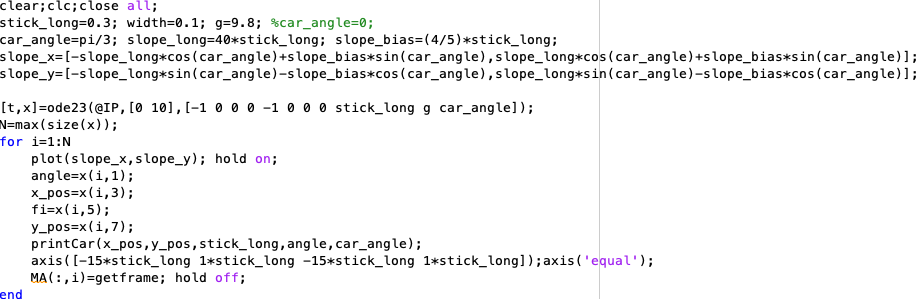 clear;clc;close all;
stick_long=0.3; width=0.1; g=9.8; %car_angle=0;
car_angle=pi/3; slope_long=40*stick_long; slope_bias=(4/5)*stick_long;
slope_x=[-slope_long*cos(car_angle)+slope_bias*sin(car_angle),slope_long*cos(car_angle)+slope_bias*sin(car_angle)];
slope_y=[-slope_long*sin(car_angle)-slope_bias*cos(car_angle),slope_long*sin(car_angle)-slope_bias*cos(car_angle)];

[t,x]=ode23(@IP,[0 10],[-1 0 0 0 -1 0 0 0 stick_long g car_angle]);
N=max(size(x));
for i=1:N
    plot(slope_x,slope_y); hold on;
    angle=x(i,1);
    x_pos=x(i,3);
    fi=x(i,5);
    y_pos=x(i,7);
    printCar(x_pos,y_pos,stick_long,angle,car_angle);
    axis([-15*stick_long 1*stick_long -15*stick_long 1*stick_long]);axis('equal');
    MA(:,i)=getframe; hold off;
end